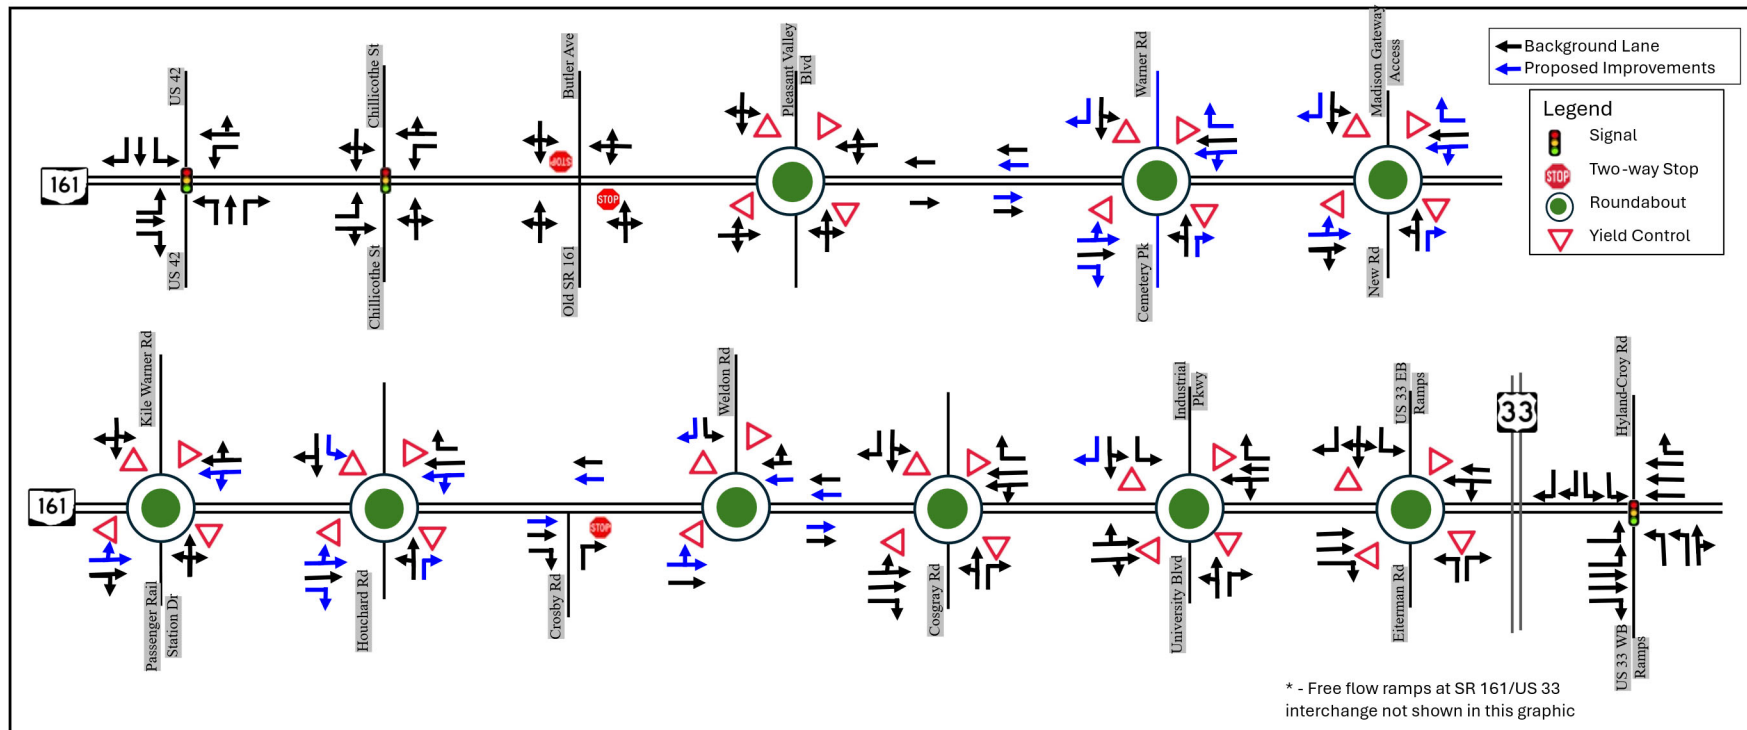 Background Lane
Proposed Improvements
Legend
Signal
Two-way Stop
STOP
Roundabout
Yield Control
US 42
Chillicothe St
Butler Ave
Pleasant Valley
Blvd
Warner Rd
Madison Gateway
Access
161
STOP
STOP
US 42
Chillicothe St
Old SR 161
Cemetery Pk
New Rd
Kile Warner Rd
Weldon Rd
Industrial
Pkwy
US 33 EB
Ramps
33
Hyland-Croy Rd
161
STOP
Passenger Rail
Station Dr
Houchard Rd
Crosby Rd
Cosgray Rd
University Blvd
Eiterman Rd
US 33 WB
Ramps
* - Free flow ramps at SR 161/US 33
interchange not shown in this graphic